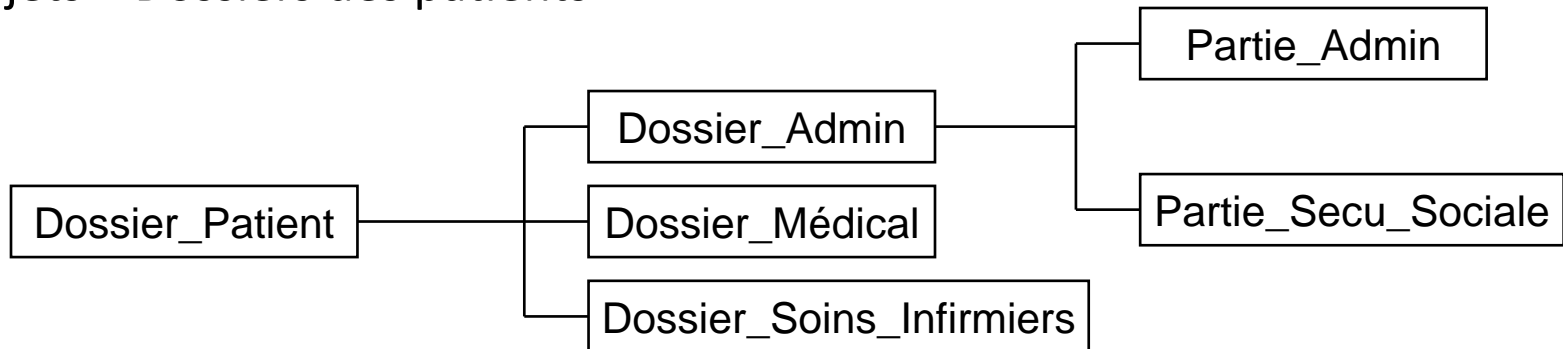 Partie_Admin
Dossier_Admin
Dossier_Patient
Dossier_Médical
Partie_Secu_Sociale
Dossier_Soins_Infirmiers